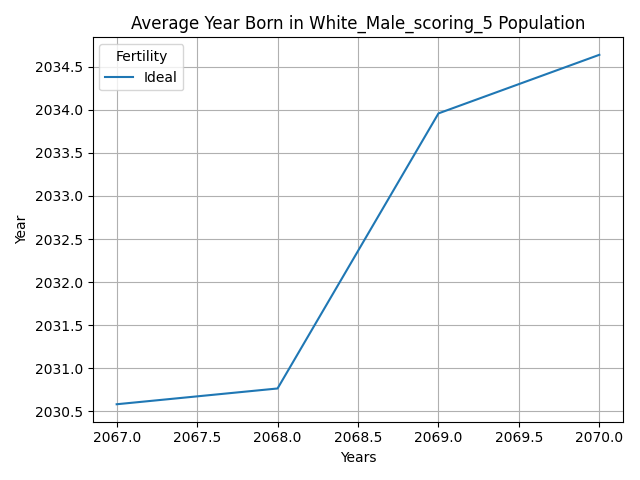 Average Year Born in White_Male_scoring_5 Population
Fertility
Ideal
2034.5
2034.0
2033.5
2033.0
2032.5
2032.0
2031.5
2031.0
2030.5
Year
2067.0 2067.5 2068.0 2068.5 2069.0 2069.5 2070.0
Years